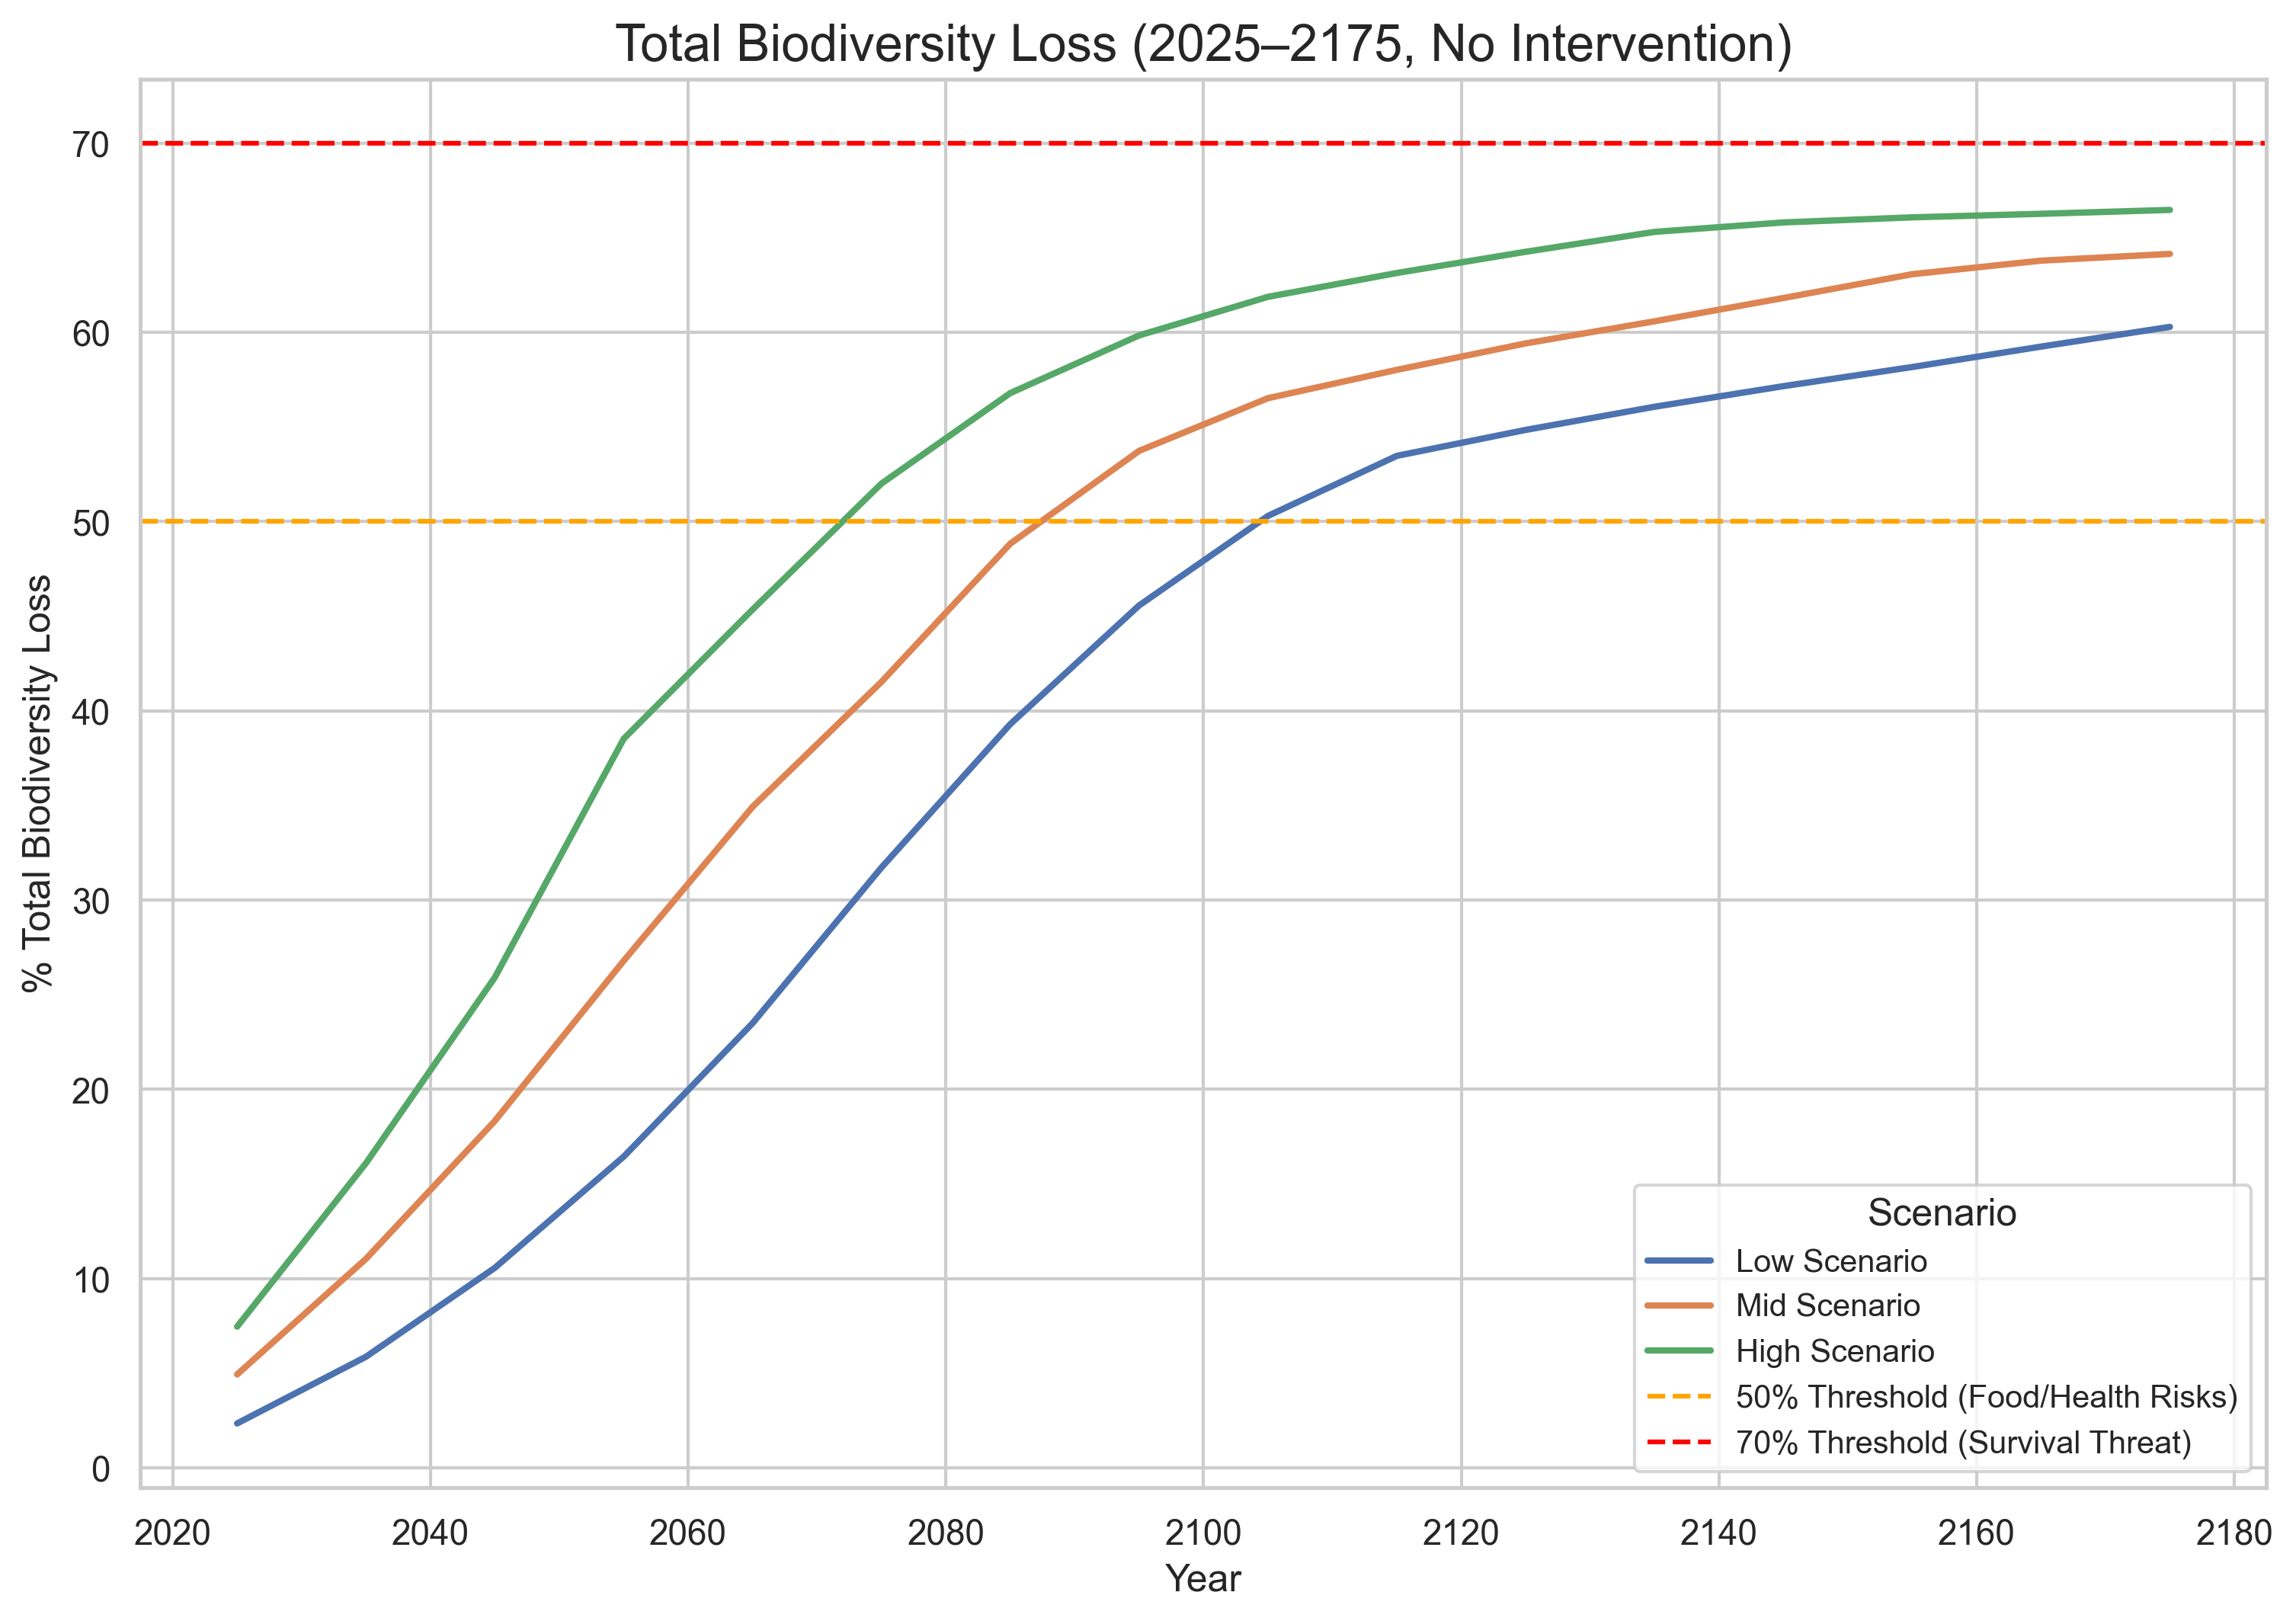 Total Biodiversity Loss (2025–2175, No Intervention)
% Total Biodiversity Loss
70
60
50
40
30
20
10
0
2020 2040 2060 2080 2100 2120 2140 2160 2180
Year
Scenario
Low Scenario
Mid Scenario
High Scenario
50% Threshold (Food/Health Risks)
70% Threshold (Survival Threat)